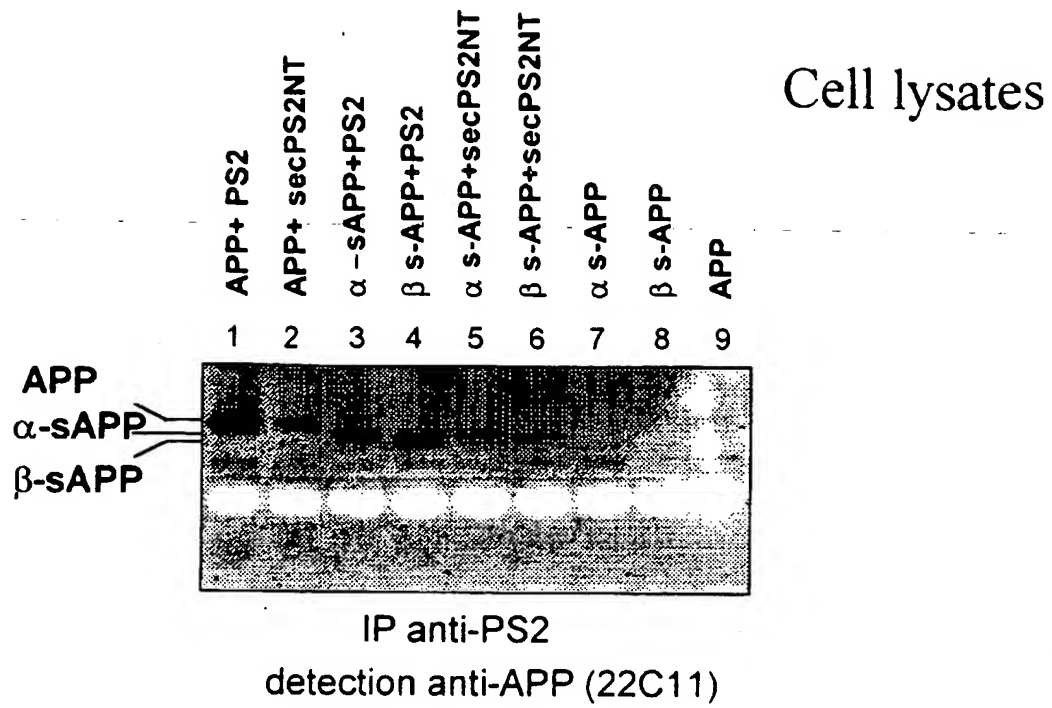 Cell lysates
APP+ PS2
APP+ secPS2NT
α –sAPP+PS2
β s-APP+PS2
α s-APP+secPS2NT
β s-APP+secPS2NT
α s-APP
β s-APP
APP
1 2 3 4 5 6 7 8 9
APP
α-sAPP
β-sAPP
IP anti-PS2
detection anti-APP (22C11)